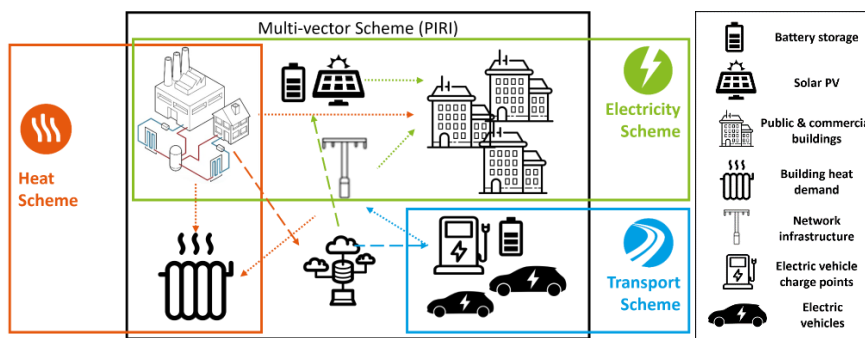 Multi-vector Scheme (PIRI)
Heat
Scheme
Electricity
Scheme
Transport
Scheme
Battery storage
Solar PV
Public & commercia
buildings
Building heat
demand
Network
infrastructure
Electric vehicle
charge points
Electric
vehicles